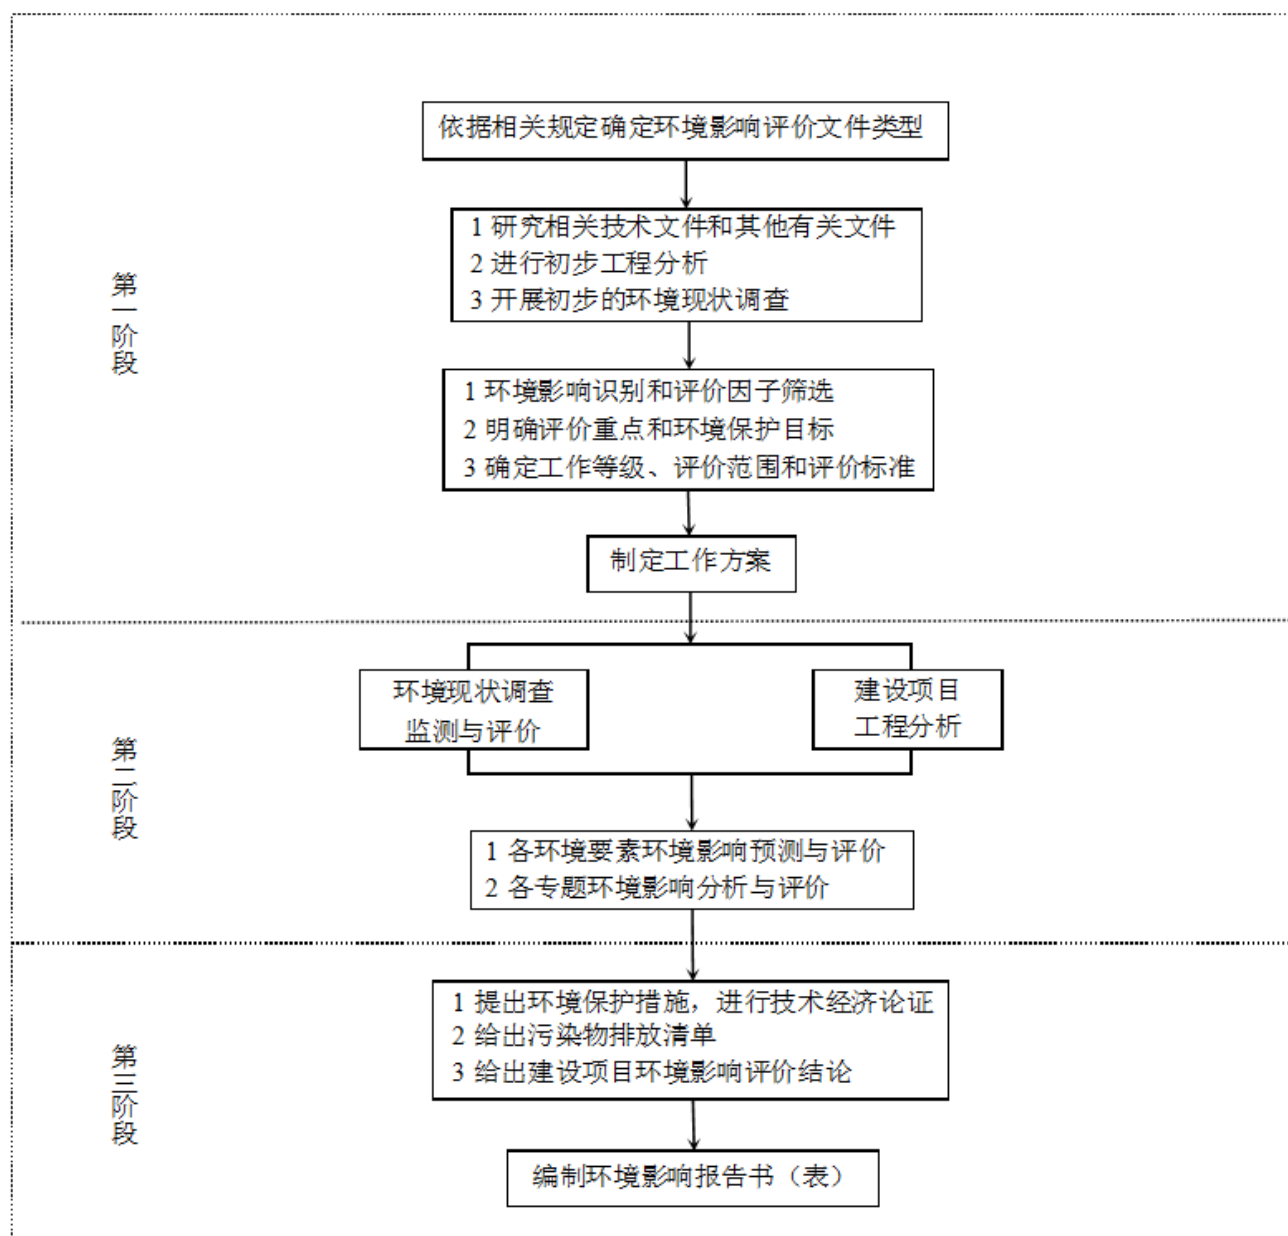 依据相关规定确定环境影响评价文件类型
1 研究相关技术文件和其他有关文件
2 进行初步工程分析
3 开展初步的环境现状调查
第一阶段
1 环境影响识别和评价因子筛选
2 明确评价重点和环境保护目标
3 确定工作等级、评价范围和评价标准
制定工作方案
环境现状调查
监测与评价
建设项目
工程分析
第二阶段
1 各环境要素环境影响预测与评价
2 各专题环境影响分析与评价
1 提出环境保护措施，进行技术经济论证
2 给出污染物排放清单
3 给出建设项目环境影响评价结论
第三阶段
编制环境影响报告书（表）